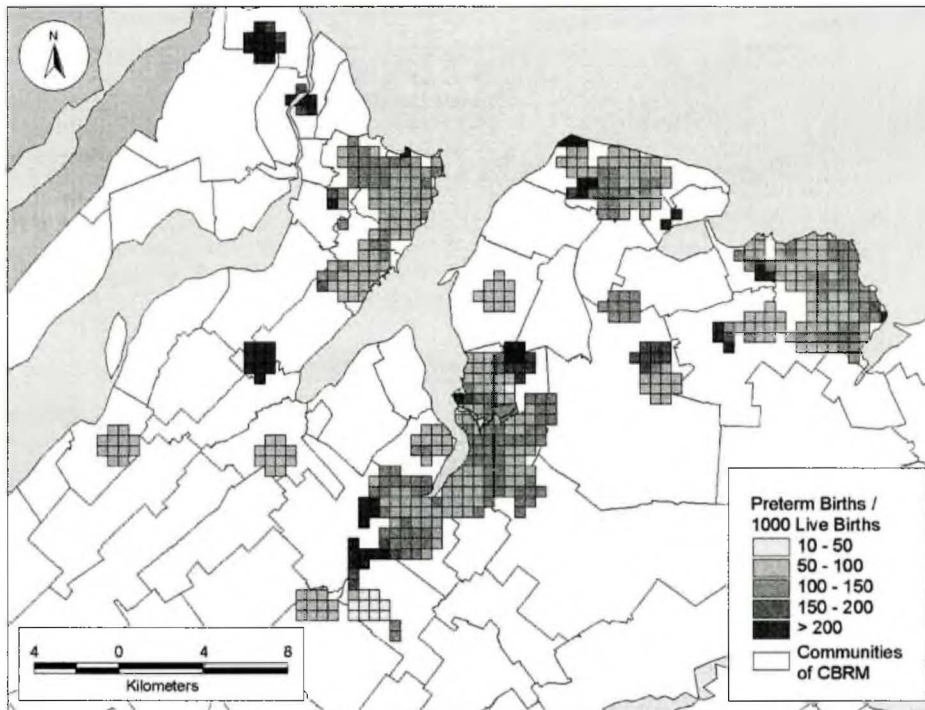 N
Preterm Births /
1000 Live Births
10 - 50
50 - 100
100 - 150
150 - 200
> 200
Communities
of CBRM
4 0 4 8
Kilometers